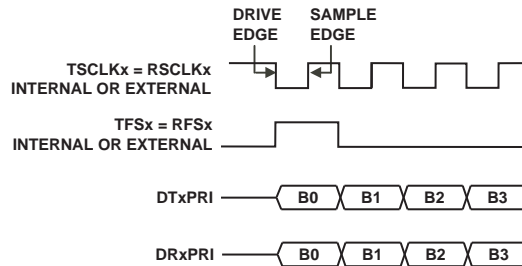 DRIVE EDGE
SAMPLE EDGE
TSCLKx = RSCLKx
INTERNAL OR EXTERNAL
TFSx = RFSx
INTERNAL OR EXTERNAL
DTxPRI B0 B1 B2 B3
DRxPRI B0 B1 B2 B3